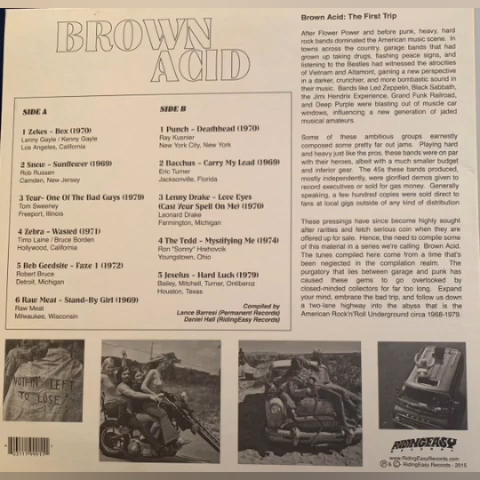 BROWN
ACID
SIDE A
1 Zekes - Box (1970)
Lenny Gayle / Kenny Gayle
Los Angeles, California
2 Snow - Sunflower (1969)
Rob Russen
Camden, New Jersey
3 Tour- One Of The Bad Guys (1979)
Tom Sweeney
Freeport, Illinois
4 Zebra - Wasted (1971)
Timo Laine / Bruce Borden
Hollywood, California
5 Bob Goodsite - Faze 1 (1972)
Robert Bruce
Detroit, Michigan
6 Raw Meat - Stand-By Girl (1969)
Raw Meat
Milwaukee, Wisconsin
SIDE B
1 Punch - Deathhead (1970)
Ray Kusnier
New York City, New York
2 Bacchus - Carry My Lead (1969)
Eric Turner
Jacksonville, Florida
3 Lenny Drake - Love Eyes
(Cast Your Spell On Me) (1970)
Leonard Drake
Farmington, Michigan
4 The Todd - Mystifying Me (1974)
Ron "Sonny"
Youngstown, Ohio
5 Josefus - Hard Luck (1979)
Bailey, Mitchell, Turner,
Houston, Texas
Compiled by
Lance Barresi (Permanent Records)
Daniel Hall (RidingEasy Records)
Brown Acid: The First Trip
After Flower Power and before punk, heavy, hard
rock bands dominated the American music scene. In
towns across the country, garage bands that had
grown up taking drugs, flashing peace signs, and
listening to the Beatles had witnessed the atrocities
of Vietnam and Altamont, gaining a new perspective
in a darker, crunchier, and more bombastic sound in
their music. Bands like Led Zeppelin, Black Sabbath,
the Jimi Hendrix Experience, Grand Funk Railroad,
and Deep Purple were blasting out of muscle car
windows, influencing a new generation of jaded
musical amateurs.
Some of these ambitious groups earnestly
composed some pretty far out jams. Playing hard
and heavy just like the pros, these bands were on par
with their heroes, albeit with a much smaller budget
and inferior gear. The 45s these bands produced,
mostly independently, were glorified demos given to
record executives or sold for gas money. Generally
speaking, a few hundred copies were sold direct to
fans at local gigs outside of any kind of distribution
These pressings have since become highly sought
after rarities and fetch serious coin when they are
offered up for sale. Hence, the need to compile some
of this material in a series we're calling Brown Acid.
The tunes compiled here come from a time that's
been neglected in the compilation realm. The
purgatory that lies between garage and punk has
caused these gems to go overlooked by
closed-minded collectors for far too long. Expand
your mind, embrace the bad trip, and follow us down
a two-lane highway into the abyss that is the
American Rock'n'Roll Underground circa 1968-1979.
NOTHIN' LEFT
TO LOSE!
RIDINGEASY
RECORDS
www.RidingEasyRecords.com
℗ & © - RidingEasy Records - 2015